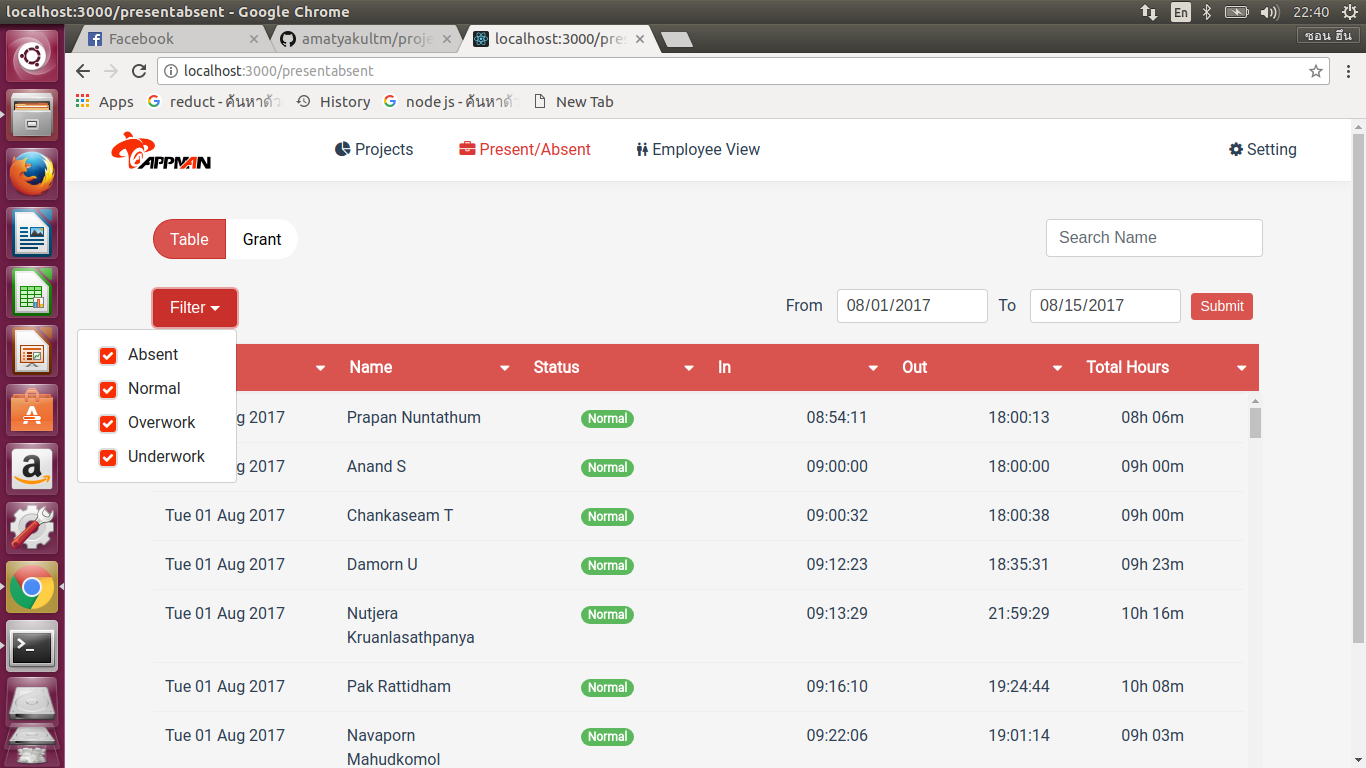 localhost:3000/presentabsent - Google Chrome
En
22:40
Facebook
amatyakultm/proje
localhost:3000/pres
ซอน ฮึน
localhost:3000/presentabsent
Apps
reduct - ค้นหาด้ว
History
node js - ค้นหาด้ว
New Tab
APPMAN
Projects
Present/Absent
Employee View
Setting
Table
Grant
Search Name
Filter
From 08/01/2017 To 08/15/2017 Submit
Absent
Normal
Overwork
Underwork
Name Status In Out Total Hours
g 2017 Prapan Nuntathum Normal 08:54:11 18:00:13 08h 06m
g 2017 Anand S Normal 09:00:00 18:00:00 09h 00m
Tue 01 Aug 2017 Chankaseam T Normal 09:00:32 18:00:38 09h 00m
Tue 01 Aug 2017 Damorn U Normal 09:12:23 18:35:31 09h 23m
Tue 01 Aug 2017 Nutjera Normal 09:13:29 21:59:29 10h 16m
Kruanlasathpanya
Tue 01 Aug 2017 Pak Rattidham Normal 09:16:10 19:24:44 10h 08m
Tue 01 Aug 2017 Navaporn Normal 09:22:06 19:01:14 09h 03m
Mahudkomol